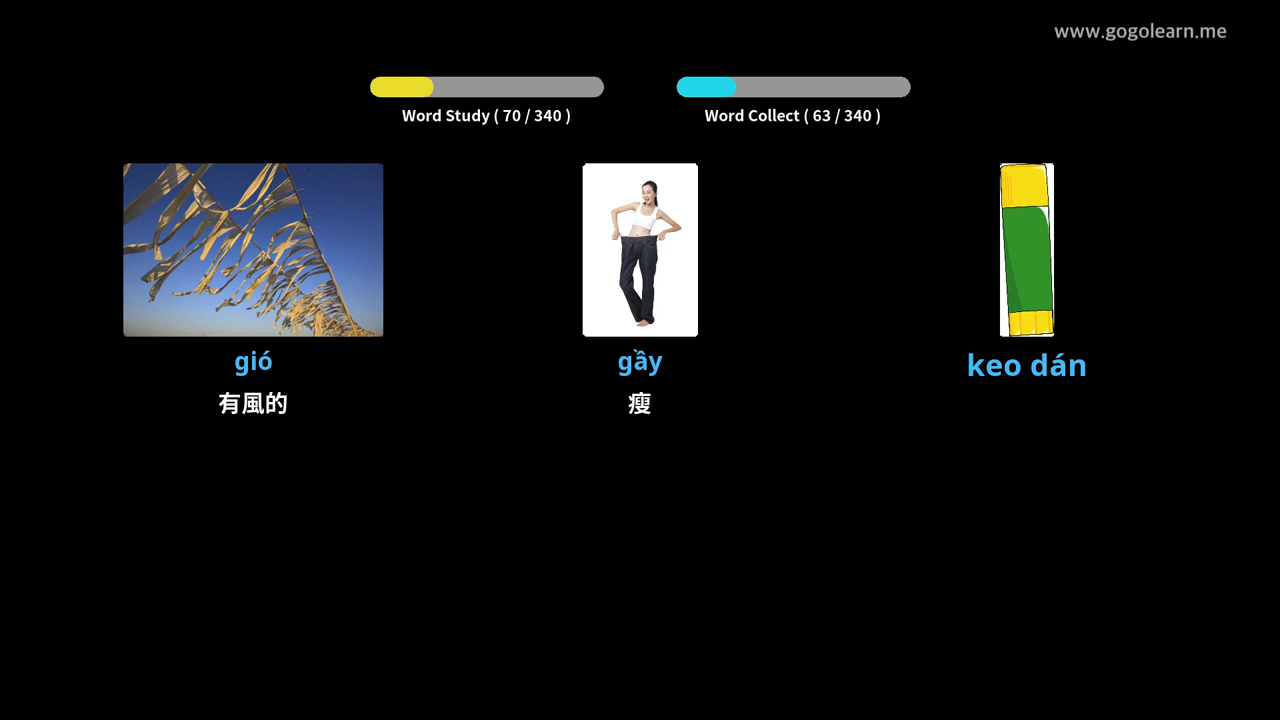 www.gogolearn.me
Word Study ( 70 / 340 )
Word Collect ( 63 / 340 )
gió
有風的
gầy
瘦
keo dán